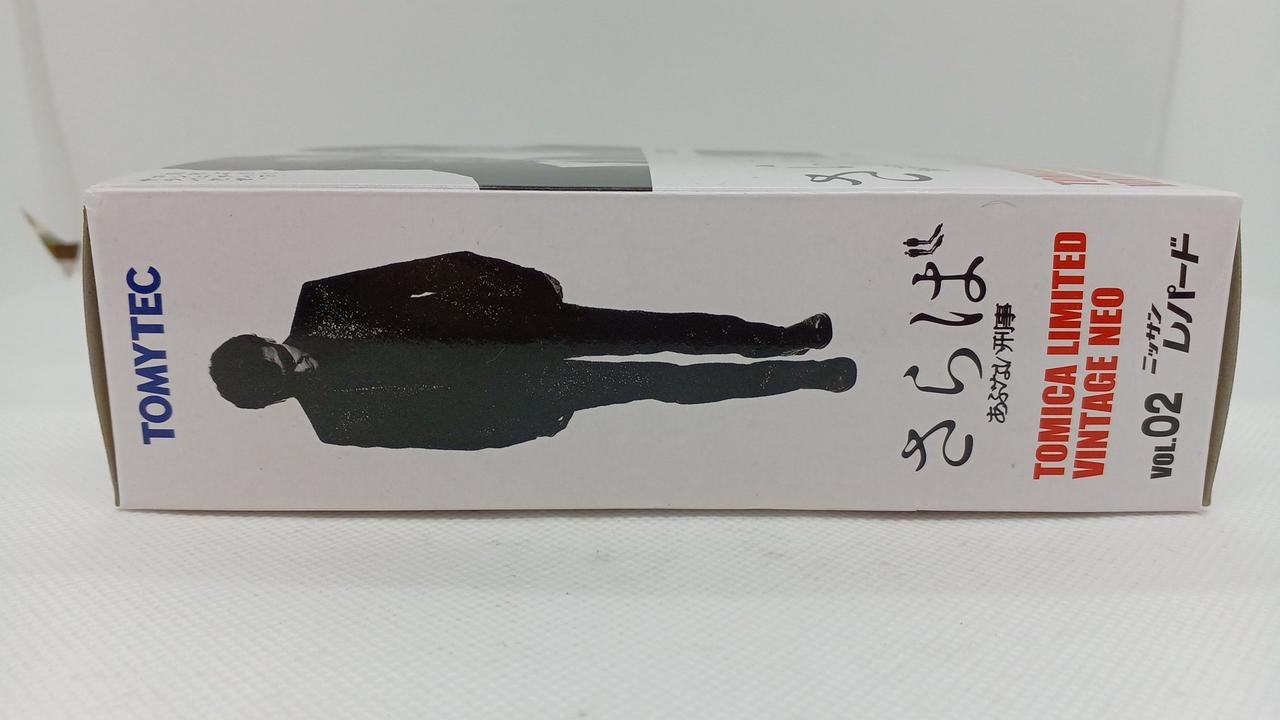 TOMYTEC
さらば
あぶない刑事
TOMICA LIMITED
VINTAGE NEO
VOL.02 ニッサン レパード